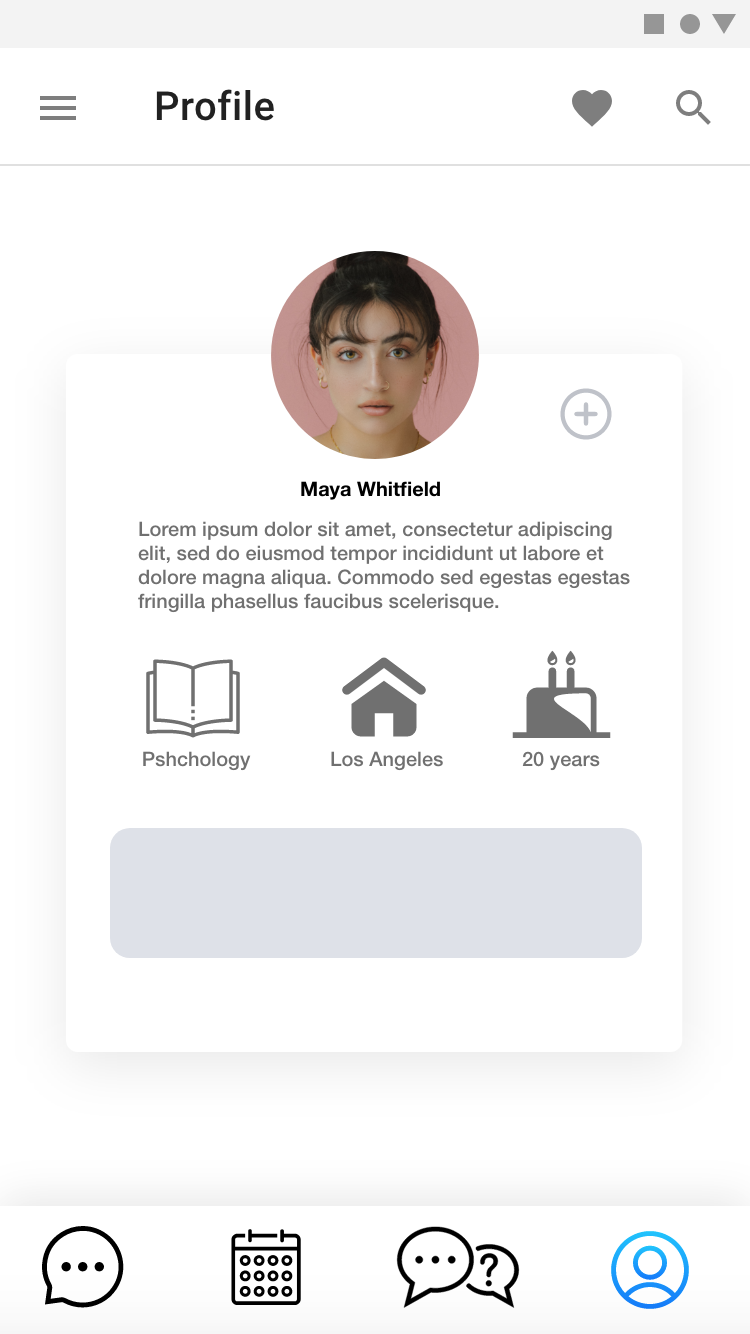 Profile
Maya Whitfield
Lorem ipsum dolor sit amet, consectetur adipiscing
elit, sed do eiusmod tempor incididunt ut labore et
dolore magna aliqua. Commodo sed egestas egestas
fringilla phasellus faucibus scelerisque.
Pshchology
Los Angeles
20 years
?